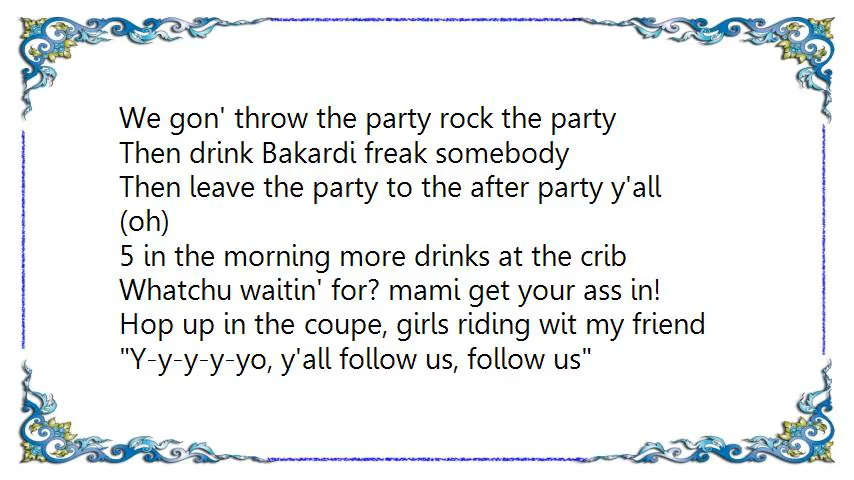 We gon' throw the party rock the party
Then drink Bakardi freak somebody
Then leave the party to the after party y'all
(oh)
5 in the morning more drinks at the crib
Whatchu waitin' for? mami get your ass in!
Hop up in the coupe, girls riding wit my friend
"Y-y-y-y-yo, y'all follow us, follow us"